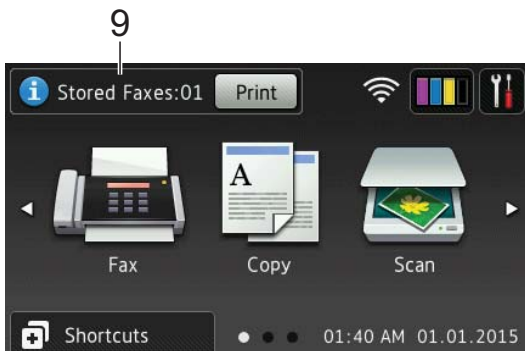 9
i Stored Faxes:01 Print
A
Fax Copy Scan
Shortcuts 01:40 AM 01.01.2015